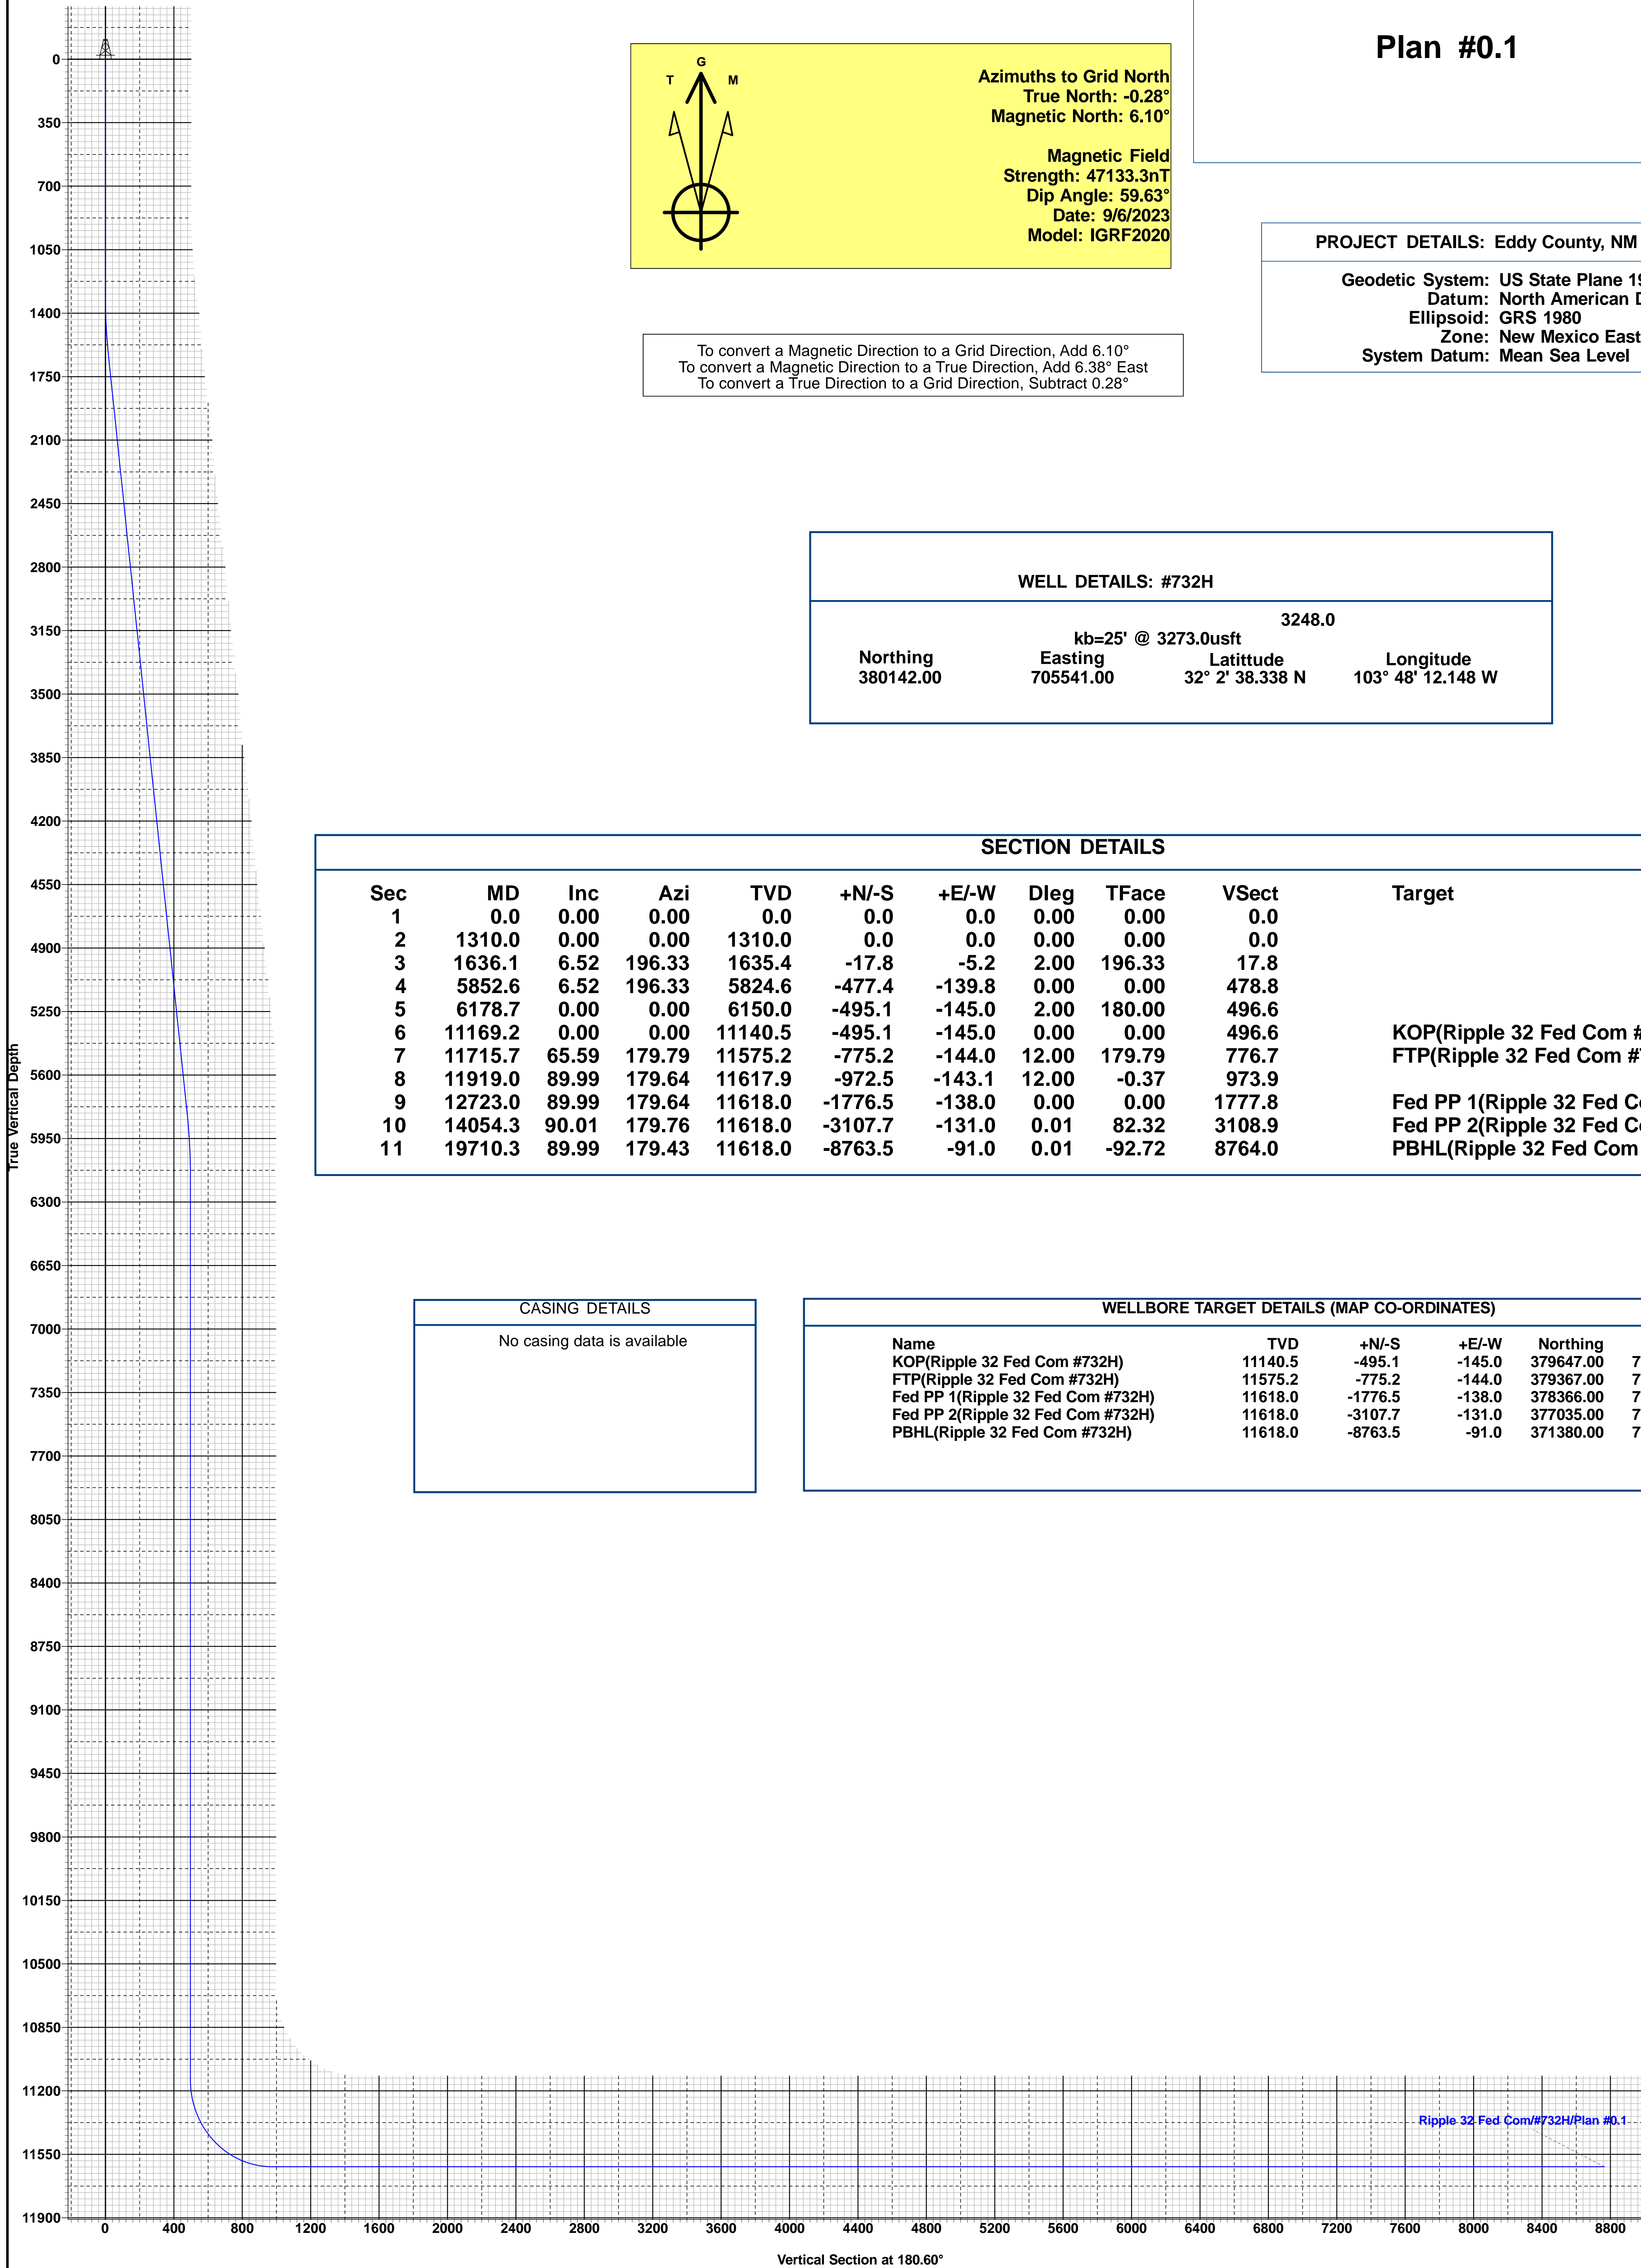 Plan #0.1
G
T M
Azimuths to Grid North
True North: -0.28°
Magnetic North: 6.10°
Magnetic Field
Strength: 47133.3nT
Dip Angle: 59.63°
Date: 9/6/2023
Model: IGRF2020
PROJECT DETAILS: Eddy County, NM
Geodetic System: US State Plane 19
Datum: North American D
Ellipsoid: GRS 1980
Zone: New Mexico East
System Datum: Mean Sea Level
To convert a Magnetic Direction to a Grid Direction, Add 6.10°
To convert a Magnetic Direction to a True Direction, Add 6.38° East
To convert a True Direction to a Grid Direction, Subtract 0.28°
WELL DETAILS: #732H
3248.0
kb=25' @ 3273.0usft
Northing Easting Latittude Longitude
380142.00 705541.00 32° 2' 38.338 N 103° 48' 12.148 W
SECTION DETAILS
Sec MD Inc Azi TVD +N/-S +E/-W Dleg TFace VSect Target
1 0.0 0.00 0.00 0.0 0.0 0.0 0.00 0.00 0.0
2 1310.0 0.00 0.00 1310.0 0.0 0.0 0.00 0.00 0.0
3 1636.1 6.52 196.33 1635.4 -17.8 -5.2 2.00 196.33 17.8
4 5852.6 6.52 196.33 5824.6 -477.4 -139.8 0.00 0.00 478.8
5 6178.7 0.00 0.00 6150.0 -495.1 -145.0 2.00 180.00 496.6
6 11169.2 0.00 0.00 11140.5 -495.1 -145.0 0.00 0.00 496.6 KOP(Ripple 32 Fed Com #
7 11715.7 65.59 179.79 11575.2 -775.2 -144.0 12.00 179.79 776.7 FTP(Ripple 32 Fed Com #
8 11919.0 89.99 179.64 11617.9 -972.5 -143.1 12.00 -0.37 973.9
9 12723.0 89.99 179.64 11618.0 -1776.5 -138.0 0.00 0.00 1777.8 Fed PP 1(Ripple 32 Fed Co
10 14054.3 90.01 179.76 11618.0 -3107.7 -131.0 0.01 82.32 3108.9 Fed PP 2(Ripple 32 Fed Co
11 19710.3 89.99 179.43 11618.0 -8763.5 -91.0 0.01 -92.72 8764.0 PBHL(Ripple 32 Fed Com
CASING DETAILS
No casing data is available
WELLBORE TARGET DETAILS (MAP CO-ORDINATES)
Name TVD +N/-S +E/-W Northing
KOP(Ripple 32 Fed Com #732H) 11140.5 -495.1 -145.0 379647.00 7
FTP(Ripple 32 Fed Com #732H) 11575.2 -775.2 -144.0 379367.00 7
Fed PP 1(Ripple 32 Fed Com #732H) 11618.0 -1776.5 -138.0 378366.00 7
Fed PP 2(Ripple 32 Fed Com #732H) 11618.0 -3107.7 -131.0 377035.00 7
PBHL(Ripple 32 Fed Com #732H) 11618.0 -8763.5 -91.0 371380.00 7
True Vertical Depth
0
350
700
1050
1400
1750
2100
2450
2800
3150
3500
3850
4200
4550
4900
5250
5600
5950
6300
6650
7000
7350
7700
8050
8400
8750
9100
9450
9800
10150
10500
10850
11200
11550
11900
Ripple 32 Fed Com/#732H/Plan #0.1
0 400 800 1200 1600 2000 2400 2800 3200 3600 4000 4400 4800 5200 5600 6000 6400 6800 7200 7600 8000 8400 8800
Vertical Section at 180.60°